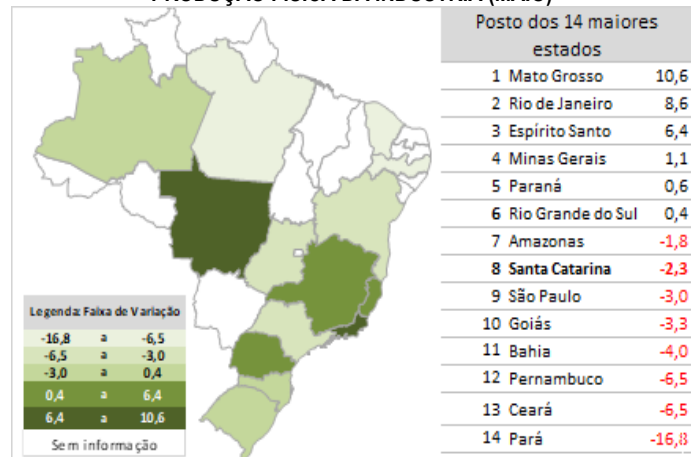 PRODUÇÃO FÍSICA DA INDÚSTRIA (MAIO)
Posto dos 14 maiores
estados
1 Mato Grosso 10,6
2 Rio de Janeiro 8,6
3 Espírito Santo 6,4
4 Minas Gerais 1,1
5 Paraná 0,6
6 Rio Grande do Sul 0,4
7 Amazonas -1,8
8 Santa Catarina -2,3
9 São Paulo -3,0
10 Goiás -3,3
11 Bahia -4,0
12 Pernambuco -6,5
13 Ceará -6,5
14 Pará -16,8
Legenda: Faixa de Variação
-16,8 a -6,5
-6,5 a -3,0
-3,0 a 0,4
0,4 a 6,4
6,4 a 10,6
Sem informação